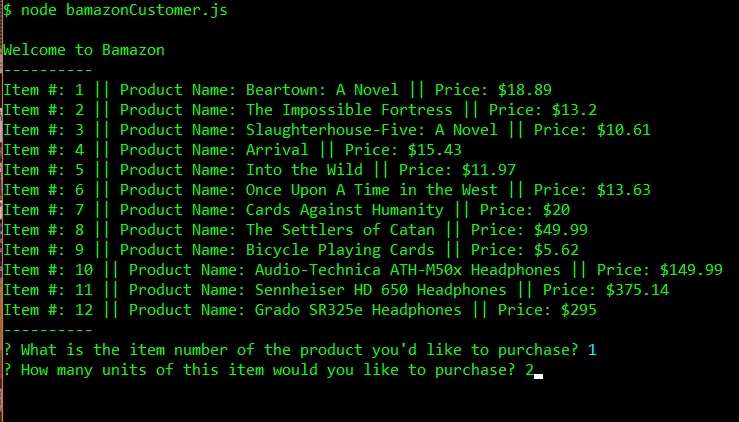 $ node bamazonCustomer.js
Welcome to Bamazon
----------
Item #: 1 || Product Name: Beartown: A Novel || Price: $18.89
Item #: 2 || Product Name: The Impossible Fortress || Price: $13.2
Item #: 3 || Product Name: Slaughterhouse-Five: A Novel || Price: $10.61
Item #: 4 || Product Name: Arrival || Price: $15.43
Item #: 5 || Product Name: Into the Wild || Price: $11.97
Item #: 6 || Product Name: Once Upon A Time in the West || Price: $13.63
Item #: 7 || Product Name: Cards Against Humanity || Price: $20
Item #: 8 || Product Name: The Settlers of Catan || Price: $49.99
Item #: 9 || Product Name: Bicycle Playing Cards || Price: $5.62
Item #: 10 || Product Name: Audio-Technica ATH-M50x Headphones || Price: $149.99
Item #: 11 || Product Name: Sennheiser HD 650 Headphones || Price: $375.14
Item #: 12 || Product Name: Grado SR325e Headphones || Price: $295
----------
? What is the item number of the product you'd like to purchase? 1
? How many units of this item would you like to purchase? 2